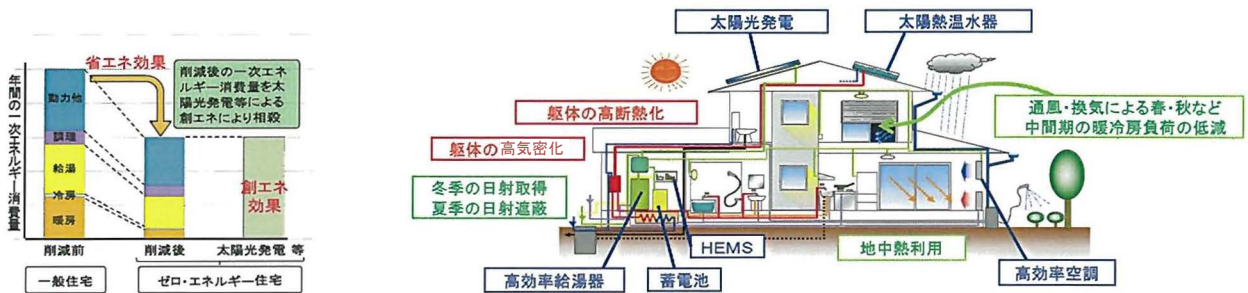 年間の一次エネルギー消費量
省エネ効果
削減後の一次エネ
ルギー消費量を太
陽光発電等による
創エネにより相殺
動力他
調理
給湯
冷房
暖房
創エネ
効果
削減前
削減後
太陽光発電 等
一般住宅
ゼロ・エネルギー住宅
太陽光発電
太陽熱温水器
躯体の高断熱化
躯体の高気密化
冬季の日射取得
夏季の日射遮蔽
通風・換気による春・秋など
中間期の暖冷房負荷の低減
HEMS
地中熱利用
高効率給湯器
蓄電池
高効率空調